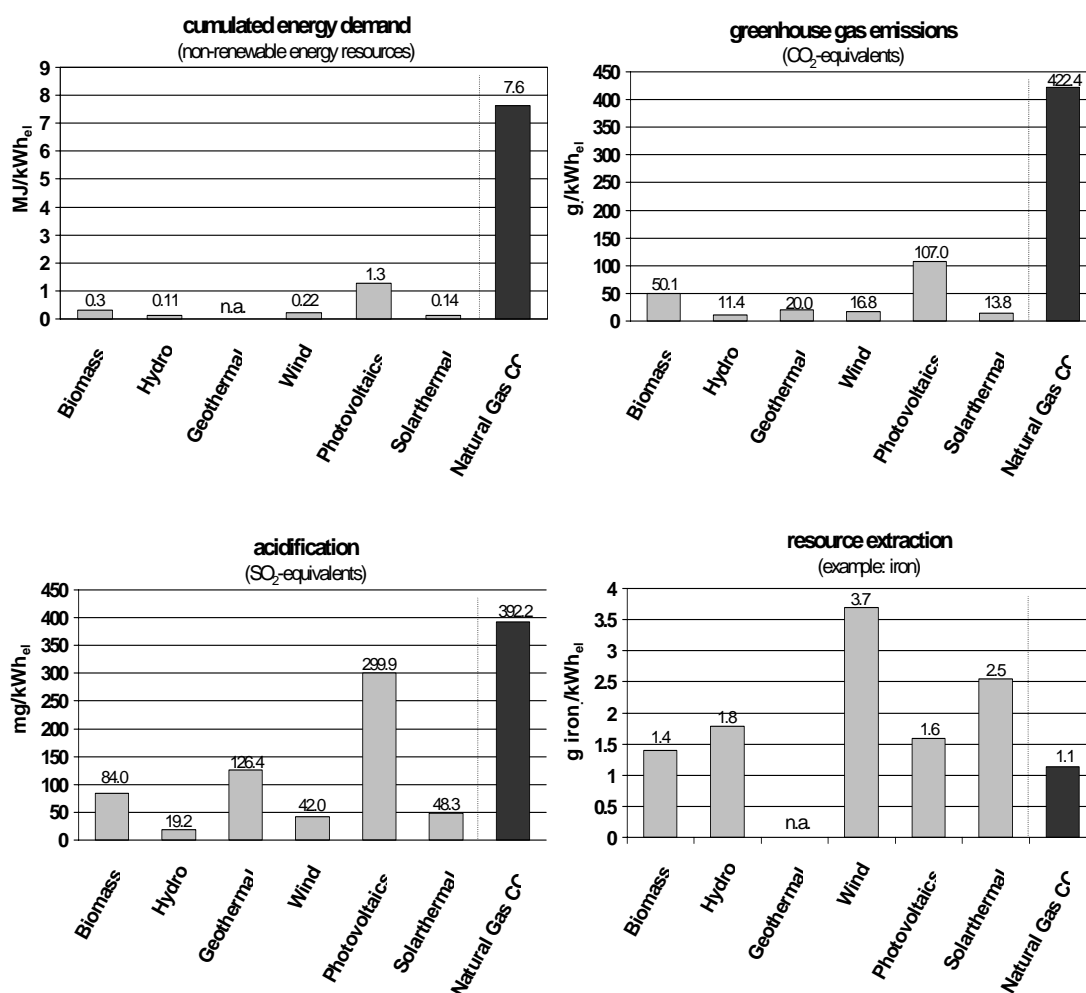 cumulated energy demand
(non-renewable energy resources)
MJ/kWhel
9
8
7
6
5
4
3
2
1
0
0.3
0.11
n.a.
0.22
1.3
0.14
7.6
Biomass
Hydro
Geothermal
Wind
Photovoltaics
Solarthermal
Natural Gas CC
greenhouse gas emissions
(CO2-equivalents)
g/kWhel
450
400
350
300
250
200
150
100
50
0
50.1
11.4
20.0
16.8
107.0
13.8
422.4
Biomass
Hydro
Geothermal
Wind
Photovoltaics
Solarthermal
Natural Gas CC
acidification
(SO2-equivalents)
mg/kWhel
450
400
350
300
250
200
150
100
50
0
84.0
19.2
126.4
42.0
299.9
48.3
392.2
Biomass
Hydro
Geothermal
Wind
Photovoltaics
Solarthermal
Natural Gas CC
resource extraction
(example: iron)
g iron/kWhel
4
3.5
3
2.5
2
1.5
1
0.5
0
1.4
1.8
n.a.
3.7
1.6
2.5
1.1
Biomass
Hydro
Geothermal
Wind
Photovoltaics
Solarthermal
Natural Gas CC